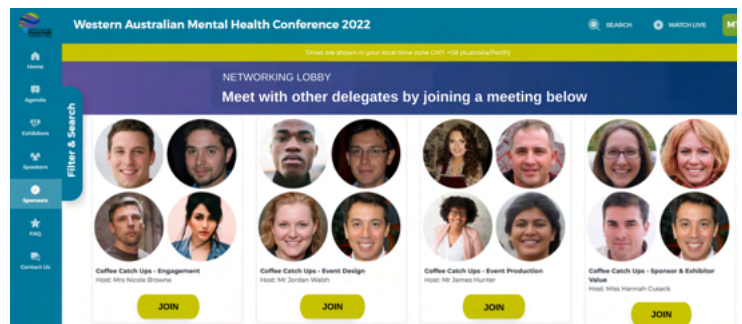 Western Australian Mental Health Conference 2022
SEARCH
WATCH LIVE
MT
Times are shown in your local time zone GMT +08 (Australia/Perth)
Home
Agenda
Exhibitors
Speakers
Sponsors
FAQ
Contact Us
Filter & Search
NETWORKING LOBBY
Meet with other delegates by joining a meeting below
Coffee Catch Ups - Engagement
Host: Mrs Nicole Browne
JOIN
Coffee Catch Ups - Event Design
Host: Mr Jordan Walsh
JOIN
Coffee Catch Ups - Event Production
Host: Mr James Hunter
JOIN
Coffee Catch Ups - Sponsor & Exhibitor
Value
Host: Miss Hannah Cusack
JOIN